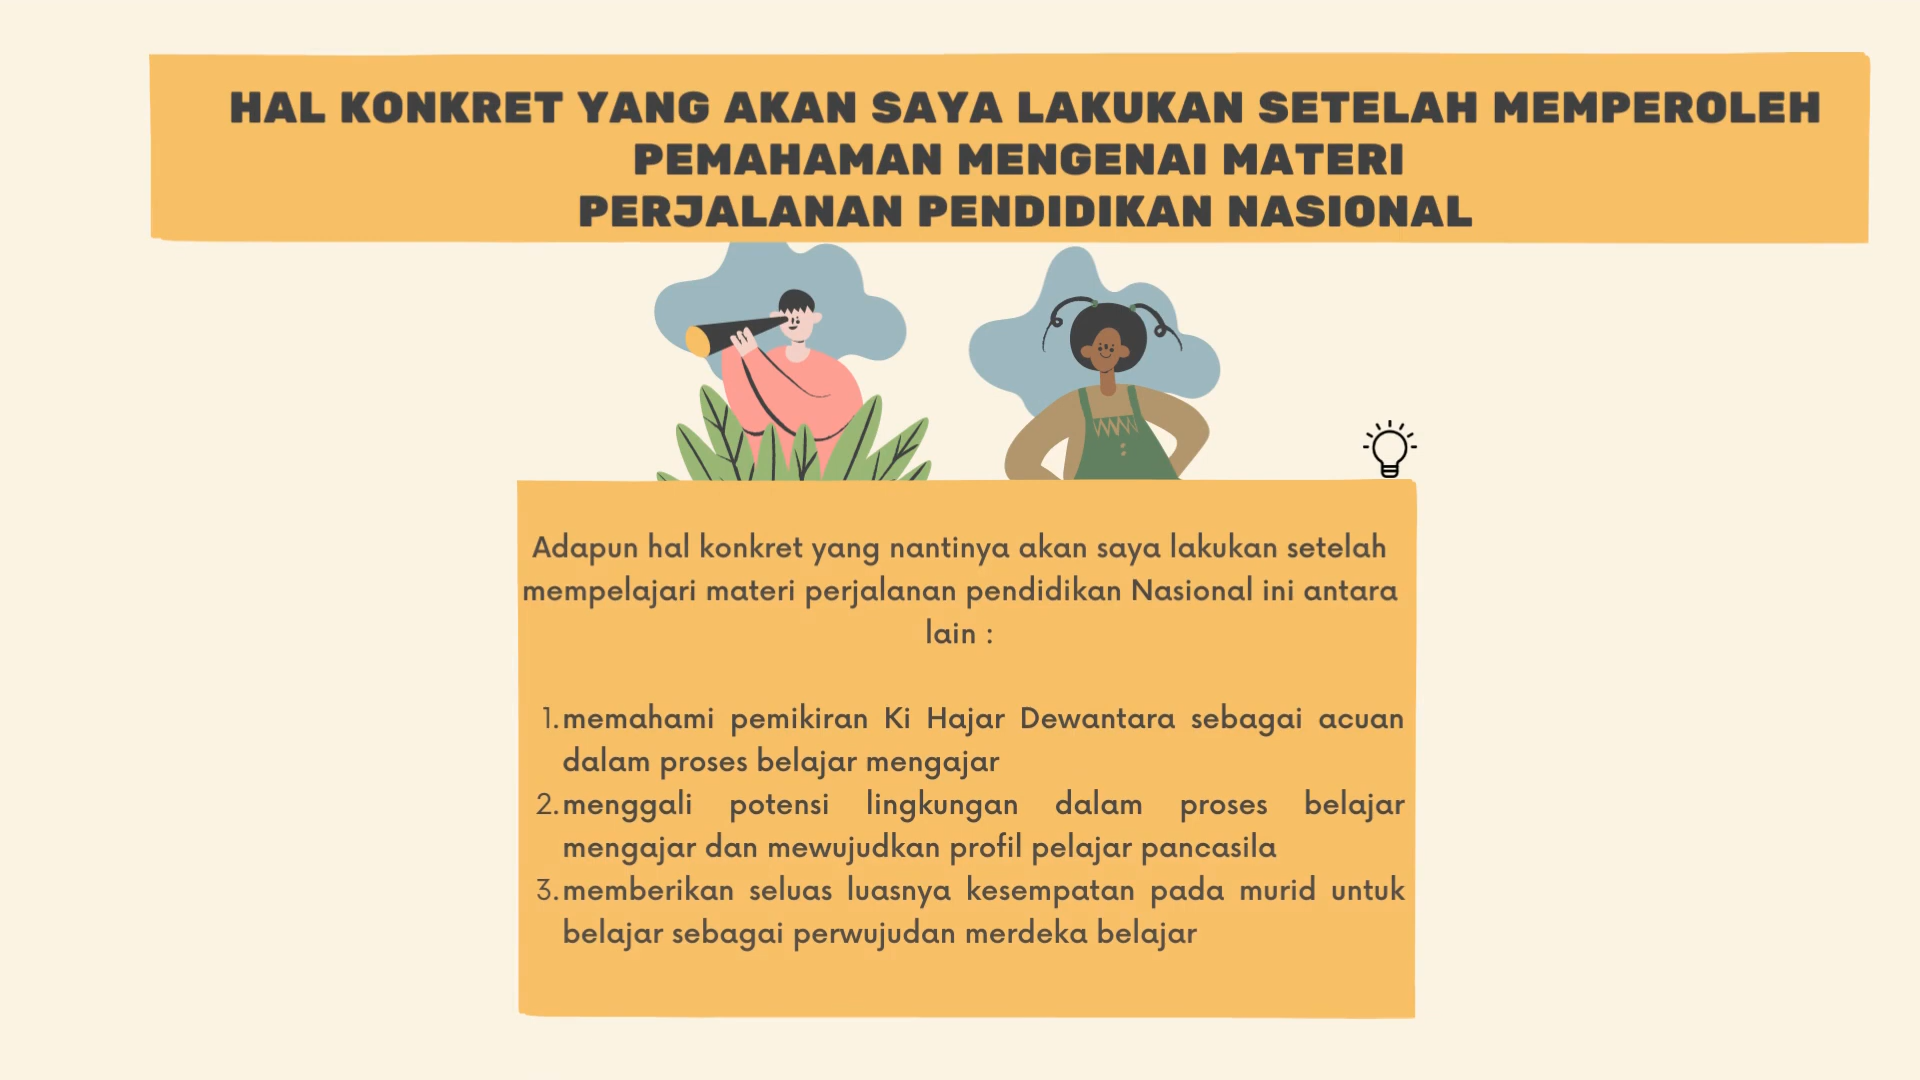 HAL KONKRET YANG AKAN SAYA LAKUKAN SETELAH MEMPEROLEH
PEMAHAMAN MENGENAI MATERI
PERJALANAN PENDIDIKAN NASIONAL
Adapun hal konkret yang nantinya akan saya lakukan setelah
mempelajari materi perjalanan pendidikan Nasional ini antara
lain :
1. memahami pemikiran Ki Hajar Dewantara sebagai acuan
dalam proses belajar mengajar
2. menggali potensi lingkungan dalam proses belajar
mengajar dan mewujudkan profil pelajar pancasila
3. memberikan seluas luasnya kesempatan pada murid untuk
belajar sebagai perwujudan merdeka belajar